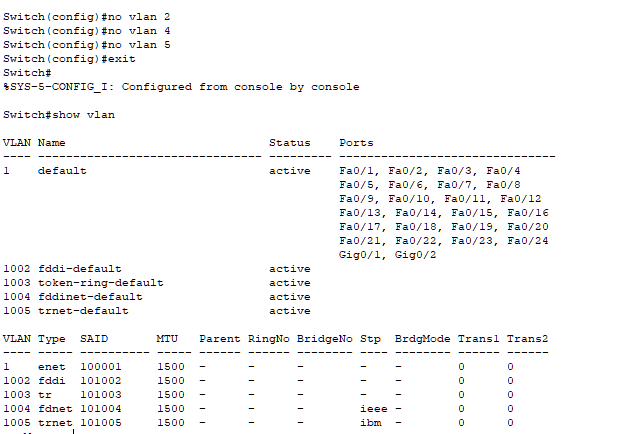 Switch(config)#no vlan 2
Switch(config)#no vlan 4
Switch(config)#no vlan 5
Switch(config)#exit
Switch#
%SYS-5-CONFIG_I: Configured from console by console
Switch#show vlan
VLAN Name                             Status    Ports
---- -------------------------------- --------- -------------------------------
1    default                          active    Fa0/1, Fa0/2, Fa0/3, Fa0/4
                                                Fa0/5, Fa0/6, Fa0/7, Fa0/8
                                                Fa0/9, Fa0/10, Fa0/11, Fa0/12
                                                Fa0/13, Fa0/14, Fa0/15, Fa0/16
                                                Fa0/17, Fa0/18, Fa0/19, Fa0/20
                                                Fa0/21, Fa0/22, Fa0/23, Fa0/24
                                                Gig0/1, Gig0/2
1002 fddi-default                     active
1003 token-ring-default               active
1004 fddinet-default                  active
1005 trnet-default                    active
VLAN Type  SAID       MTU   Parent RingNo BridgeNo Stp  BrdgMode Trans1 Trans2
---- ----- ---------- ----- ------ ------ -------- ---- -------- ------ ------
1    enet  100001     1500  -      -      -        -    -        0      0
1002 fddi  101002     1500  -      -      -        -    -        0      0
1003 tr    101003     1500  -      -      -        -    -        0      0
1004 fdnet 101004     1500  -      -      -        ieee -        0      0
1005 trnet 101005     1500  -      -      -        ibm  -        0      0